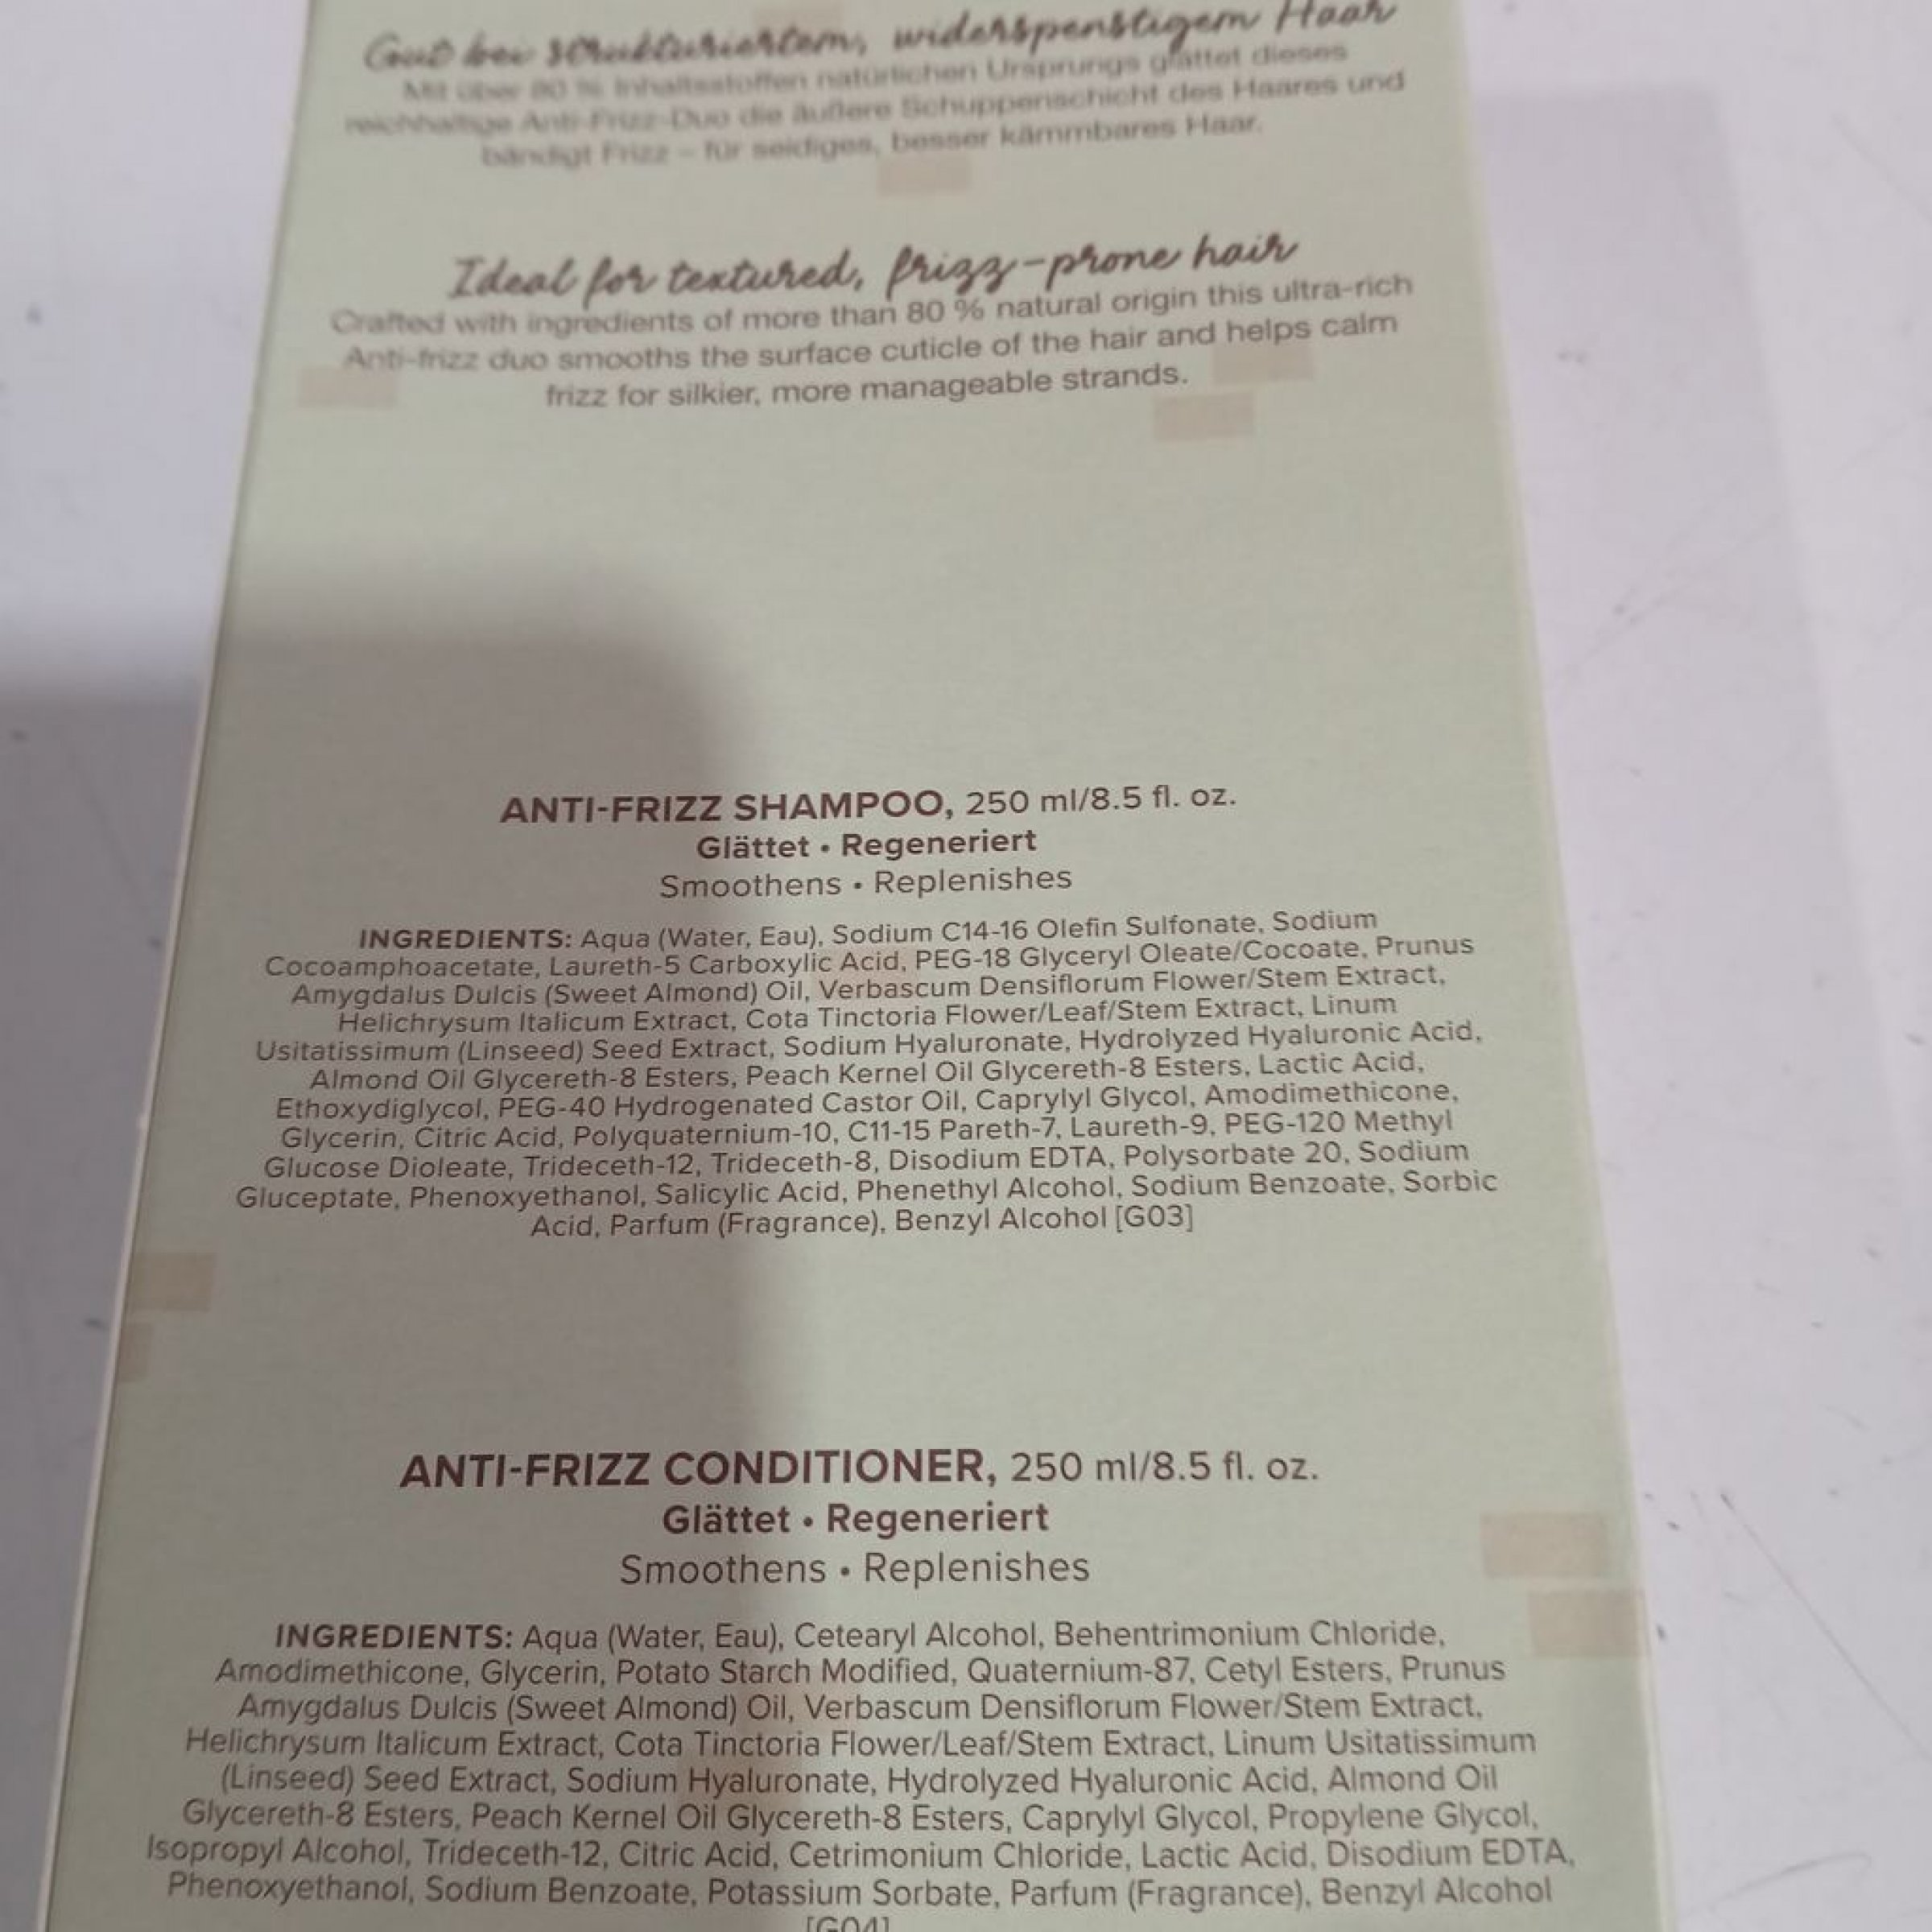 Gut bei strukturiertem, widerspenstigem Haar
Mit über 80 % Inhaltsstoffen natürlichen Ursprungs glättet dieses
reichhaltige Anti-Frizz-Duo die äußere Schuppenschicht des Haares und
bändigt Frizz – für seidiges, besser kämmbares Haar.
Ideal for textured, frizz-prone hair
Crafted with ingredients of more than 80 % natural origin this ultra-rich
Anti-frizz duo smooths the surface cuticle of the hair and helps calm
frizz for silkier, more manageable strands.
ANTI-FRIZZ SHAMPOO, 250 ml/8.5 fl. oz.
Glättet • Regeneriert
Smoothens • Replenishes
INGREDIENTS: Aqua (Water, Eau), Sodium C14-16 Olefin Sulfonate, Sodium
Cocoamphoacetate, Laureth-5 Carboxylic Acid, PEG-18 Glyceryl Oleate/Cocoate, Prunus
Amygdalus Dulcis (Sweet Almond) Oil, Verbascum Densiflorum Flower/Stem Extract,
Helichrysum Italicum Extract, Cota Tinctoria Flower/Leaf/Stem Extract, Linum
Usitatissimum (Linseed) Seed Extract, Sodium Hyaluronate, Hydrolyzed Hyaluronic Acid,
Almond Oil Glycereth-8 Esters, Peach Kernel Oil Glycereth-8 Esters, Lactic Acid,
Ethoxydiglycol, PEG-40 Hydrogenated Castor Oil, Caprylyl Glycol, Amodimethicone,
Glycerin, Citric Acid, Polyquaternium-10, C11-15 Pareth-7, Laureth-9, PEG-120 Methyl
Glucose Dioleate, Trideceth-12, Trideceth-8, Disodium EDTA, Polysorbate 20, Sodium
Gluceptate, Phenoxyethanol, Salicylic Acid, Phenethyl Alcohol, Sodium Benzoate, Sorbic
Acid, Parfum (Fragrance), Benzyl Alcohol [G03]
ANTI-FRIZZ CONDITIONER, 250 ml/8.5 fl. oz.
Glättet • Regeneriert
Smoothens • Replenishes
INGREDIENTS: Aqua (Water, Eau), Cetearyl Alcohol, Behentrimonium Chloride,
Amodimethicone, Glycerin, Potato Starch Modified, Quaternium-87, Cetyl Esters, Prunus
Amygdalus Dulcis (Sweet Almond) Oil, Verbascum Densiflorum Flower/Stem Extract,
Helichrysum Italicum Extract, Cota Tinctoria Flower/Leaf/Stem Extract, Linum Usitatissimum
(Linseed) Seed Extract, Sodium Hyaluronate, Hydrolyzed Hyaluronic Acid, Almond Oil
Glycereth-8 Esters, Peach Kernel Oil Glycereth-8 Esters, Caprylyl Glycol, Propylene Glycol,
Isopropyl Alcohol, Trideceth-12, Citric Acid, Cetrimonium Chloride, Lactic Acid, Disodium EDTA,
Phenoxyethanol, Sodium Benzoate, Potassium Sorbate, Parfum (Fragrance), Benzyl Alcohol
[G04]